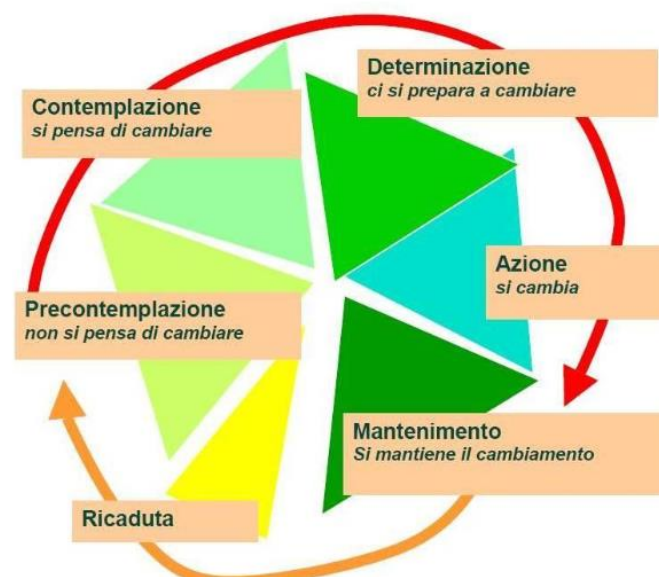 Contemplazione
si pensa di cambiare
Determinazione
ci si prepara a cambiare
Azione
si cambia
Precontemplazione
non si pensa di cambiare
Mantenimento
Si mantiene il cambiamento
Ricaduta